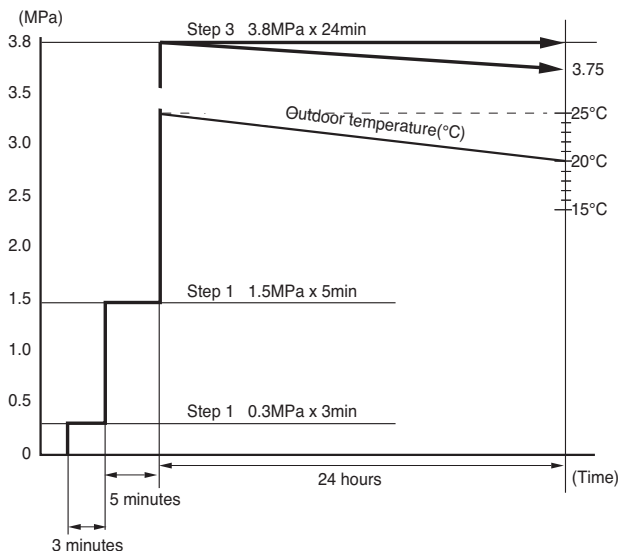 (MPa)
3.8
Step 3 3.8MPa x 24min
3.75
3.5
25°C
Outdoor temperature(°C)
3.0
20°C
2.5
15°C
2.0
1.5
Step 1 1.5MPa x 5min
1.0
0.5
Step 1 0.3MPa x 3min
0
24 hours
(Time)
5 minutes
3 minutes